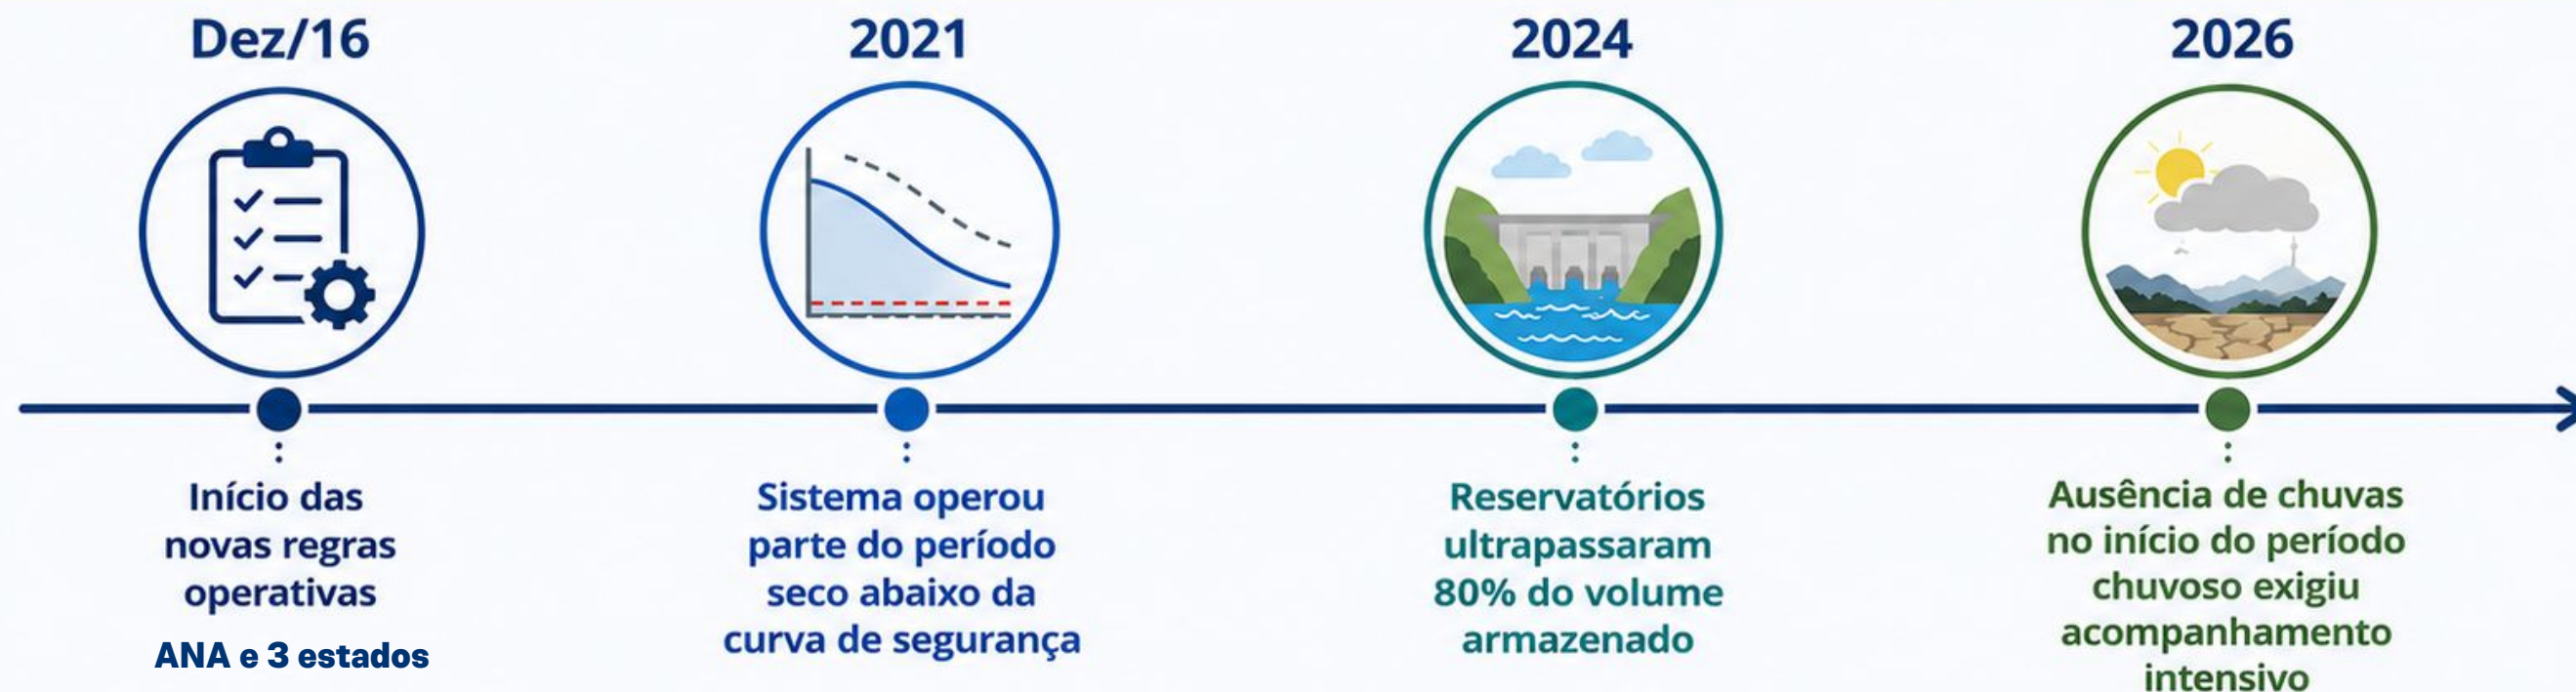 Dez/16
Início das
novas regras
operativas
ANA e 3 estados
2021
Sistema operou
parte do período
seco abaixo da
curva de segurança
2024
Reservatórios
ultrapassaram
80% do volume
armazenado
2026
Ausência de chuvas
no início do período
chuvoso exigiu
acompanhamento
intensivo